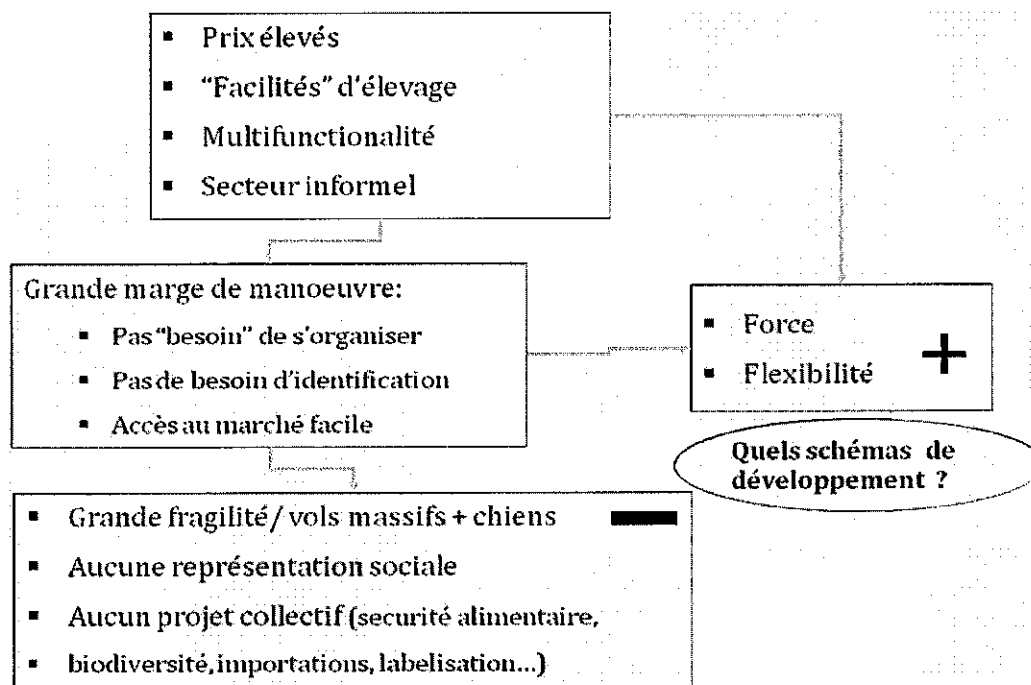 ▪ Prix élevés
▪ “Facilités” d’élevage
▪ Multifunctionalité
▪ Secteur informel
Grande marge de manoeuvre:
▪ Pas “besoin” de s’organiser
▪ Pas de besoin d’identification
▪ Accès au marché facile
▪ Force
▪ Flexibilité
+
Quels schémas de
développement ?
▪ Grande fragilité/ vols massifs + chiens
▪ Aucune représentation sociale
▪ Aucun projet collectif (securité alimentaire,
▪ biodiversité, importations, labelisation...)